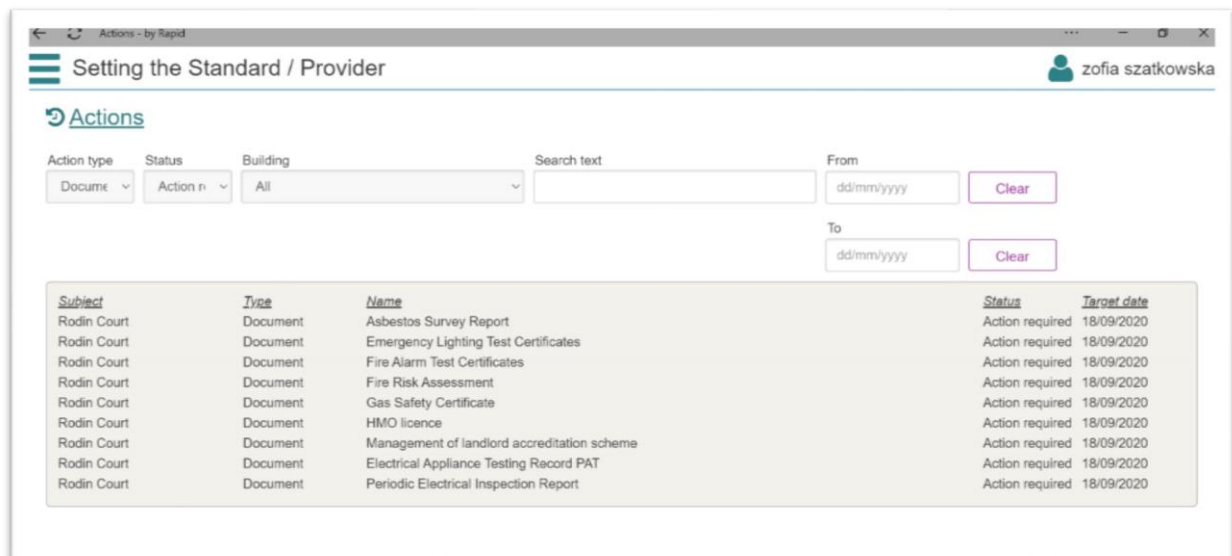 Actions - by Rapid
Setting the Standard / Provider zofia szatkowska
Actions
Action type Status Building Search text From
Docume Action r All dd/mm/yyyy Clear
To
dd/mm/yyyy Clear
Subject Type Name Status Target date
Rodin Court Document Asbestos Survey Report Action required 18/09/2020
Rodin Court Document Emergency Lighting Test Certificates Action required 18/09/2020
Rodin Court Document Fire Alarm Test Certificates Action required 18/09/2020
Rodin Court Document Fire Risk Assessment Action required 18/09/2020
Rodin Court Document Gas Safety Certificate Action required 18/09/2020
Rodin Court Document HMO licence Action required 18/09/2020
Rodin Court Document Management of landlord accreditation scheme Action required 18/09/2020
Rodin Court Document Electrical Appliance Testing Record PAT Action required 18/09/2020
Rodin Court Document Periodic Electrical Inspection Report Action required 18/09/2020